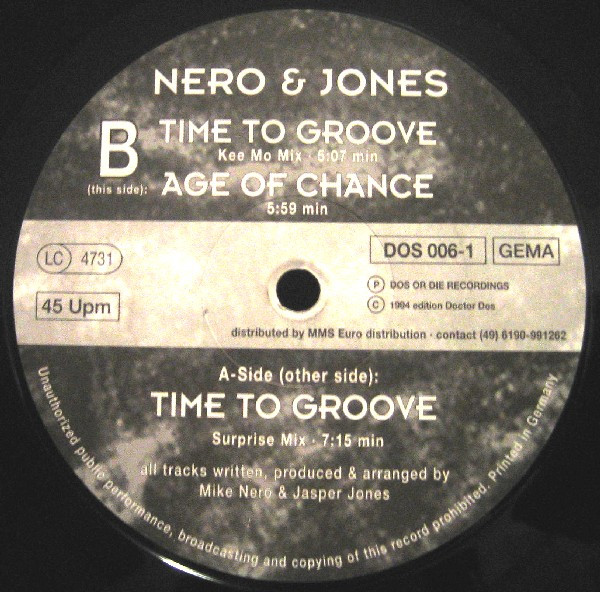 NERO & JONES
B
(this side):
TIME TO GROOVE
Kee Mo Mix · 5:07 min
AGE OF CHANCE
5:59 min
LC 4731
DOS 006-1 GEMA
45 Upm
P DOS OR DIE RECORDINGS
C 1994 edition Doctor Dos
distributed by MMS Euro distribution · contact (49) 6190-991262
A-Side (other side):
TIME TO GROOVE
Surprise Mix · 7:15 min
all tracks written, produced & arranged by
Mike Nero & Jasper Jones
Unauthorized public performance, broadcasting and copying of this record prohibited. Printed in Germany